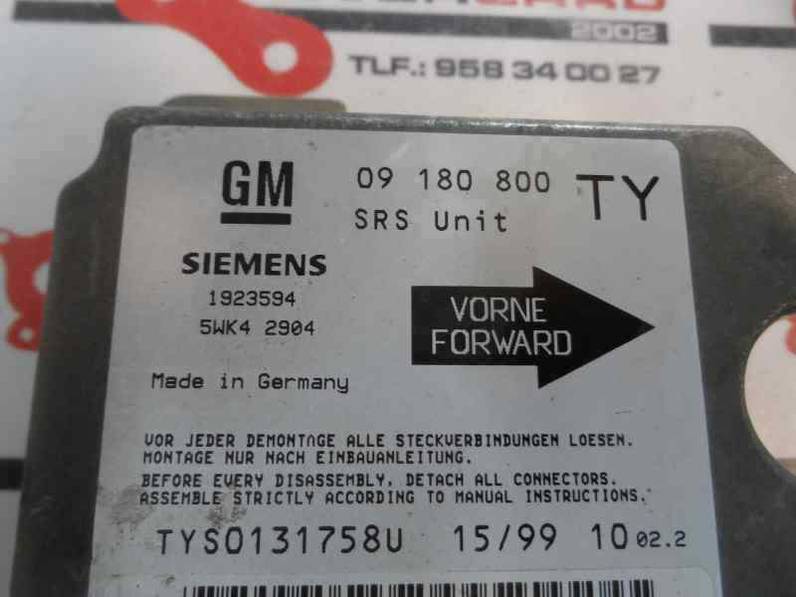 2002
TLF.: 958 34 00 27
GM 09 180 800 TY
SRS Unit
SIEMENS
1923594
5WK4 2904
VORNE
FORWARD
Made in Germany
VOR JEDER DEMONTAGE ALLE STECKVERBINDUNGEN LOESEN.
MONTAGE NUR NACH EINBAUANLEITUNG.
BEFORE EVERY DISASSEMBLY, DETACH ALL CONNECTORS.
ASSEMBLE STRICTLY ACCORDING TO MANUAL INSTRUCTIONS.
TYS0131758U 15/99 10 02.2